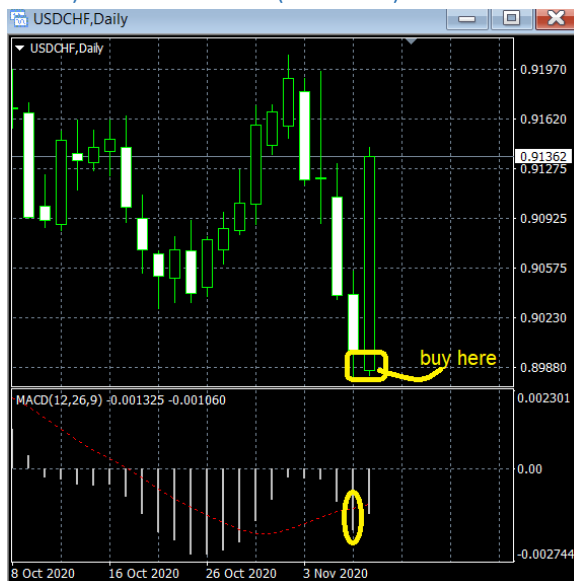 USDCHF,Daily
USDCHF,Daily
0.91970
0.91620
0.91362
0.91275
0.90925
0.90575
0.90230
0.89880
buy here
MACD(12,26,9) -0.001325 -0.001060
0.002301
0.00
-0.002744
8 Oct 2020 16 Oct 2020 26 Oct 2020 3 Nov 2020